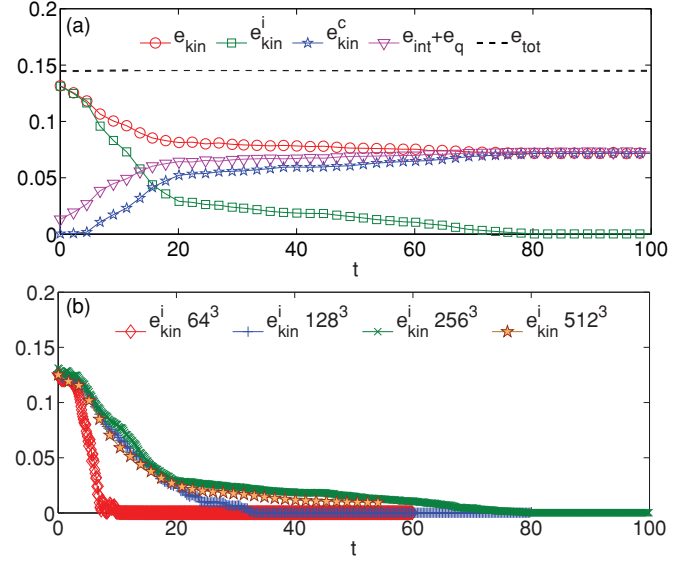 (a)
e_kin e^i_kin e^c_kin e_int+e_q e_tot
0.2
0.15
0.1
0.05
0
0 20 40 60 80 100
t
(b)
e^i_kin 64^3 e^i_kin 128^3 e^i_kin 256^3 e^i_kin 512^3
0.2
0.15
0.1
0.05
0
0 20 40 60 80 100
t